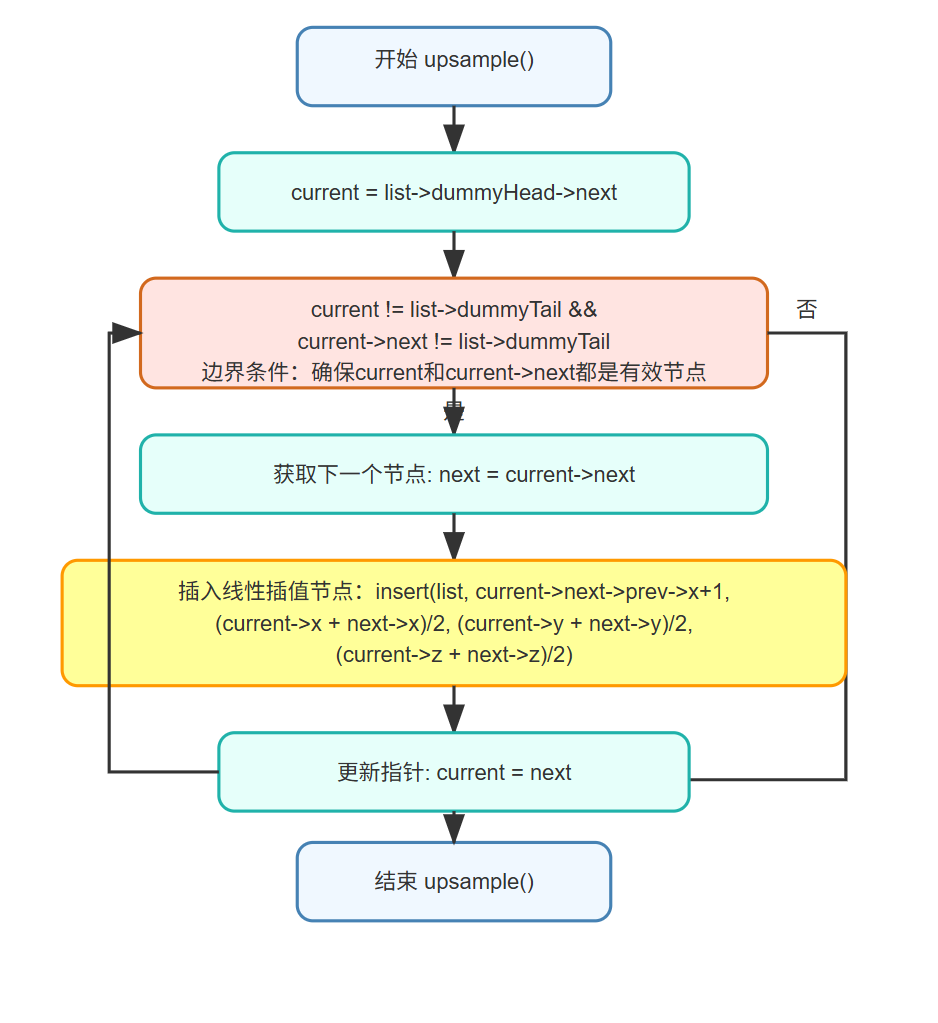 开始 upsample()
current = list->dummyHead->next
current != list->dummyTail &&
current->next != list->dummyTail
边界条件：确保current和current->next都是有效节点
否
是
获取下一个节点: next = current->next
插入线性插值节点：insert(list, current->next->prev->x+1,
(current->x + next->x)/2, (current->y + next->y)/2,
(current->z + next->z)/2)
更新指针: current = next
结束 upsample()